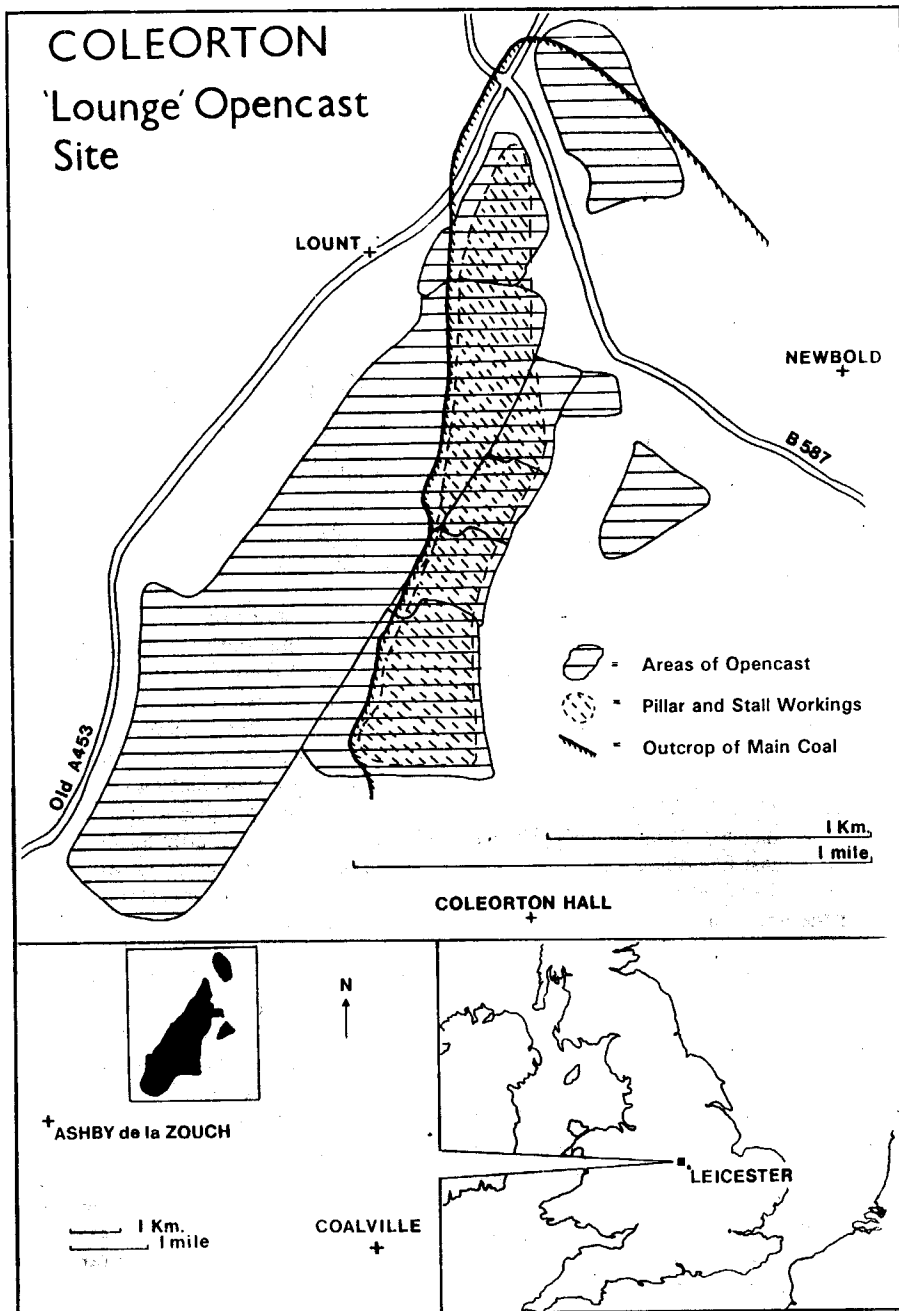 COLEORTON
'Lounge' Opencast
Site
LOUNT
NEWBOLD
B 587
Old A453
= Areas of Opencast
= Pillar and Stall Workings
= Outcrop of Main Coal
1 Km.
1 mile
COLEORTON HALL
N
ASHBY de la ZOUCH
1 Km.
1 mile
COALVILLE
LEICESTER